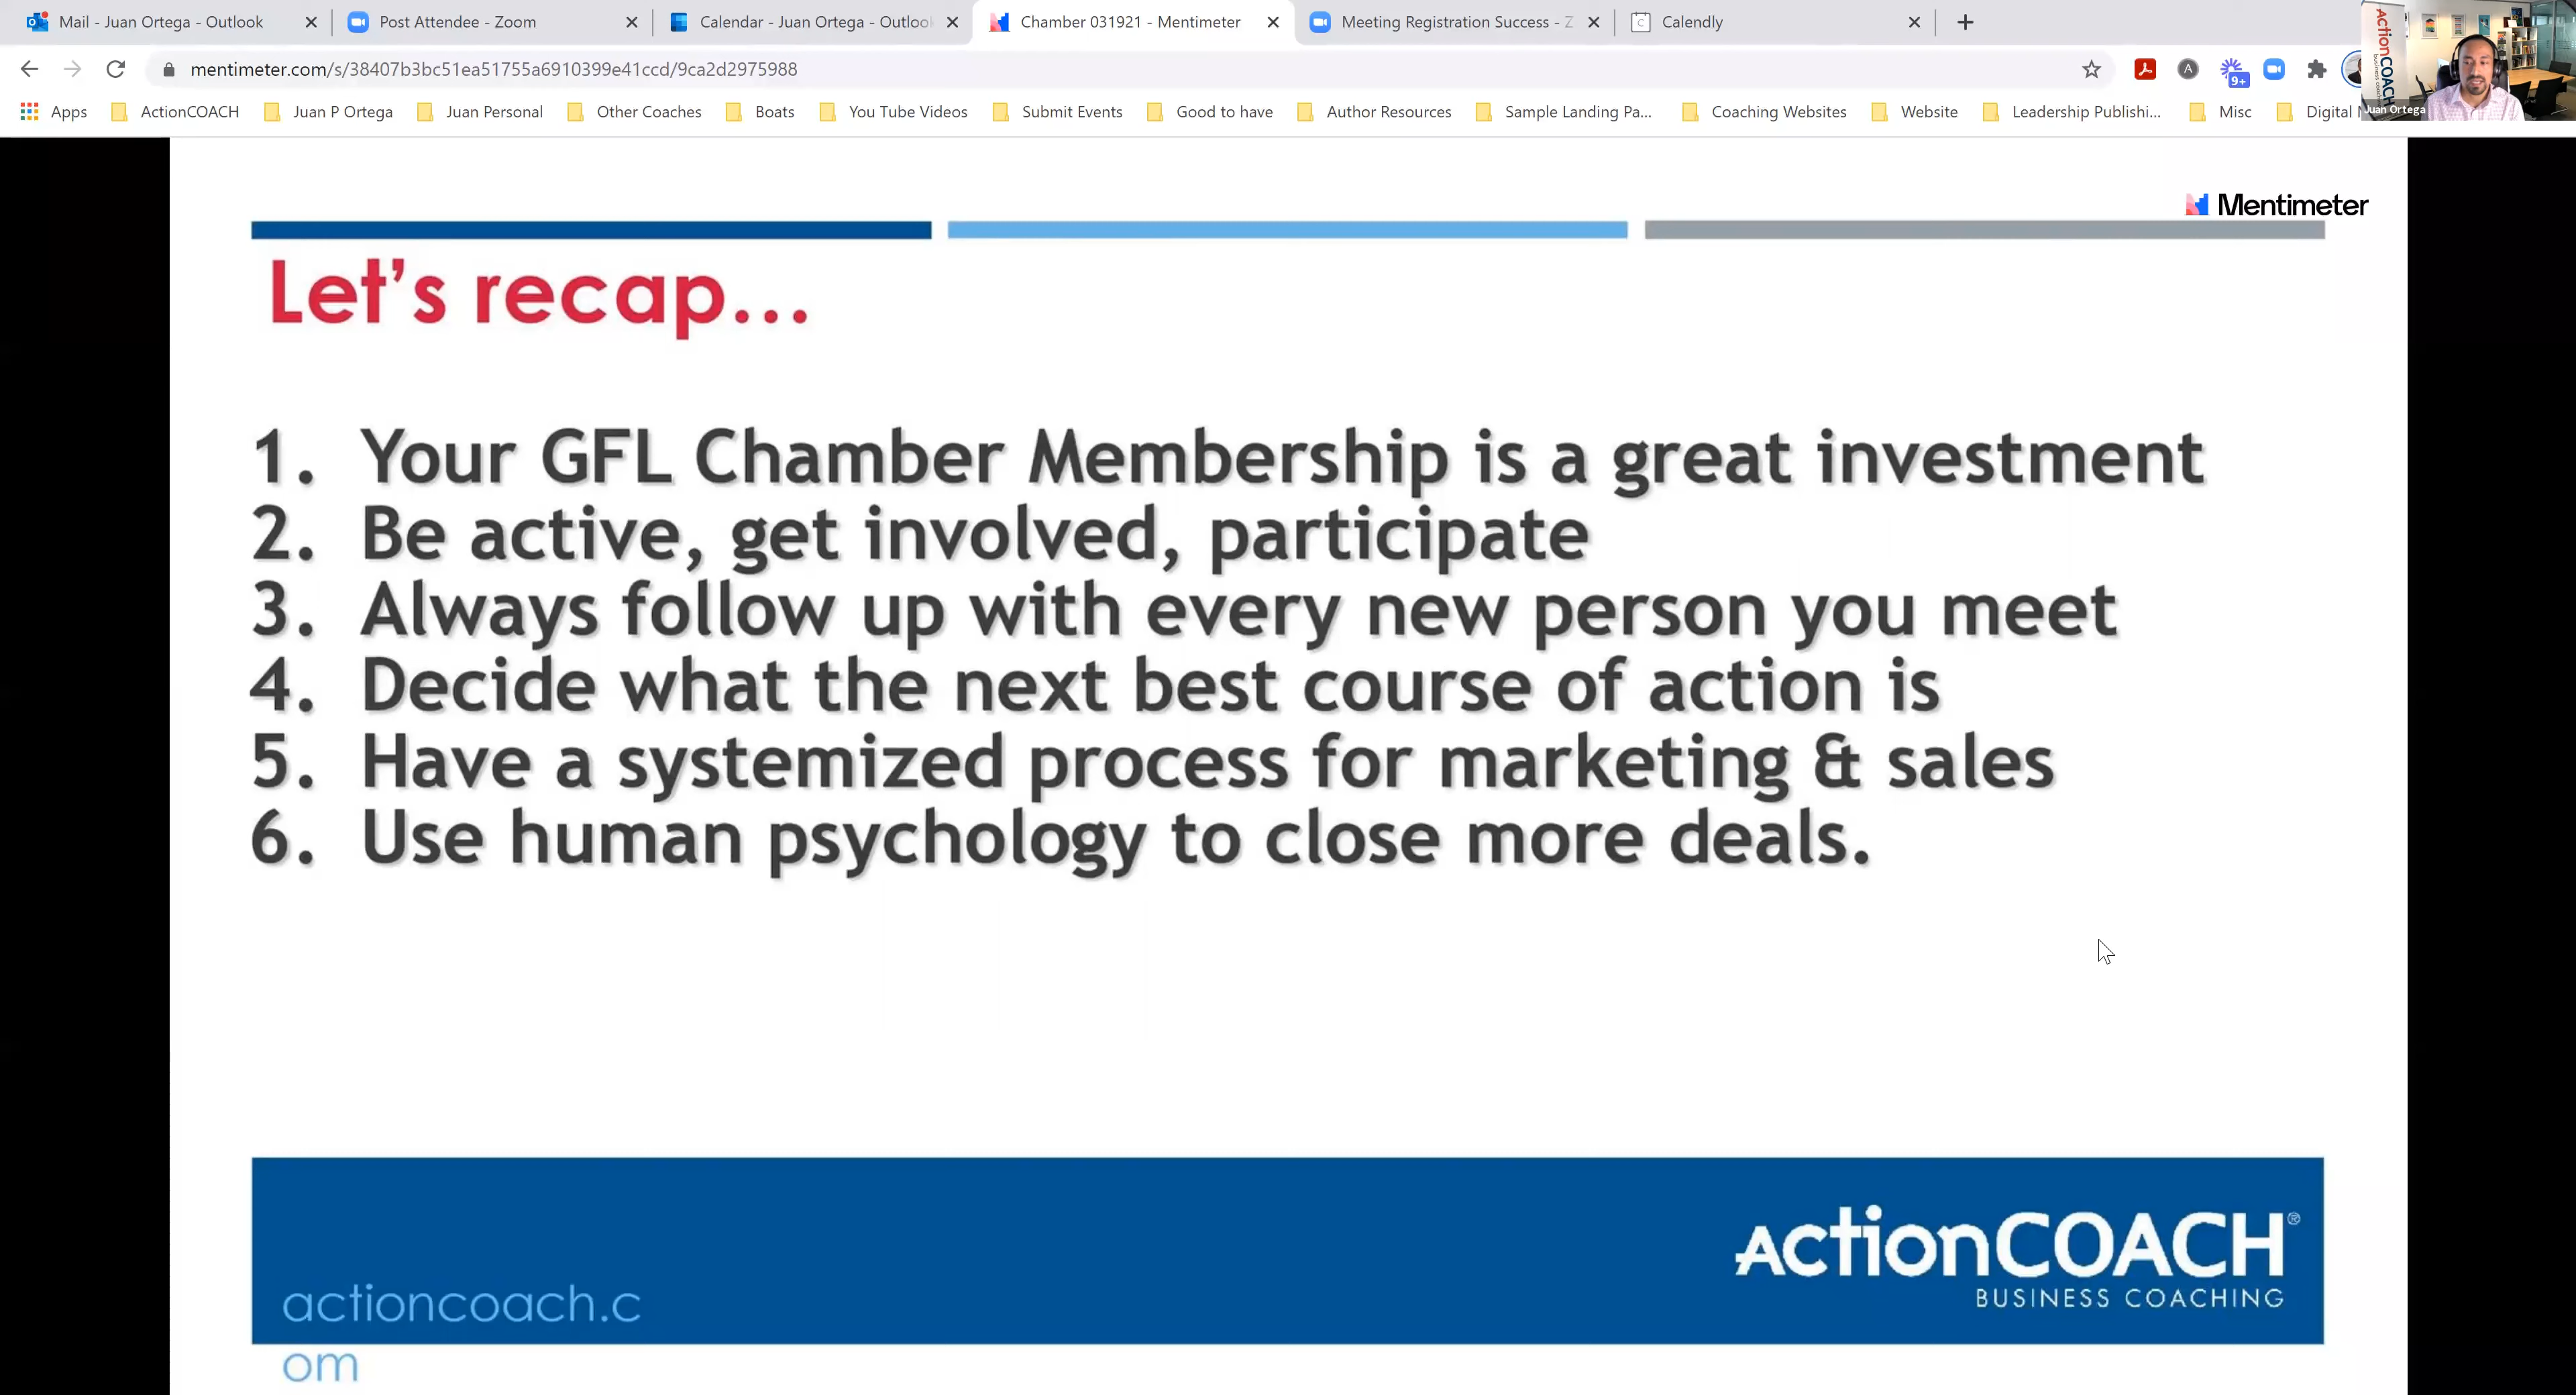 Mail - Juan Ortega - Outlook
Post Attendee - Zoom
Calendar - Juan Ortega - Outlook
Chamber 031921 - Mentimeter
Meeting Registration Success - Z
Calendly
mentimeter.com/s/38407b3bc51ea51755a6910399e41ccd/9ca2d2975988
A
9+
Apps
ActionCOACH
Juan P Ortega
Juan Personal
Other Coaches
Boats
You Tube Videos
Submit Events
Good to have
Author Resources
Sample Landing Pa...
Coaching Websites
Website
Leadership Publishi...
Misc
Digital
ActionCOACH
business coach
Juan Ortega
Mentimeter
Let's recap...
1. Your GFL Chamber Membership is a great investment
2. Be active, get involved, participate
3. Always follow up with every new person you meet
4. Decide what the next best course of action is
5. Have a systemized process for marketing & sales
6. Use human psychology to close more deals.
ActionCOACH®
BUSINESS COACHING
actioncoach.c
om